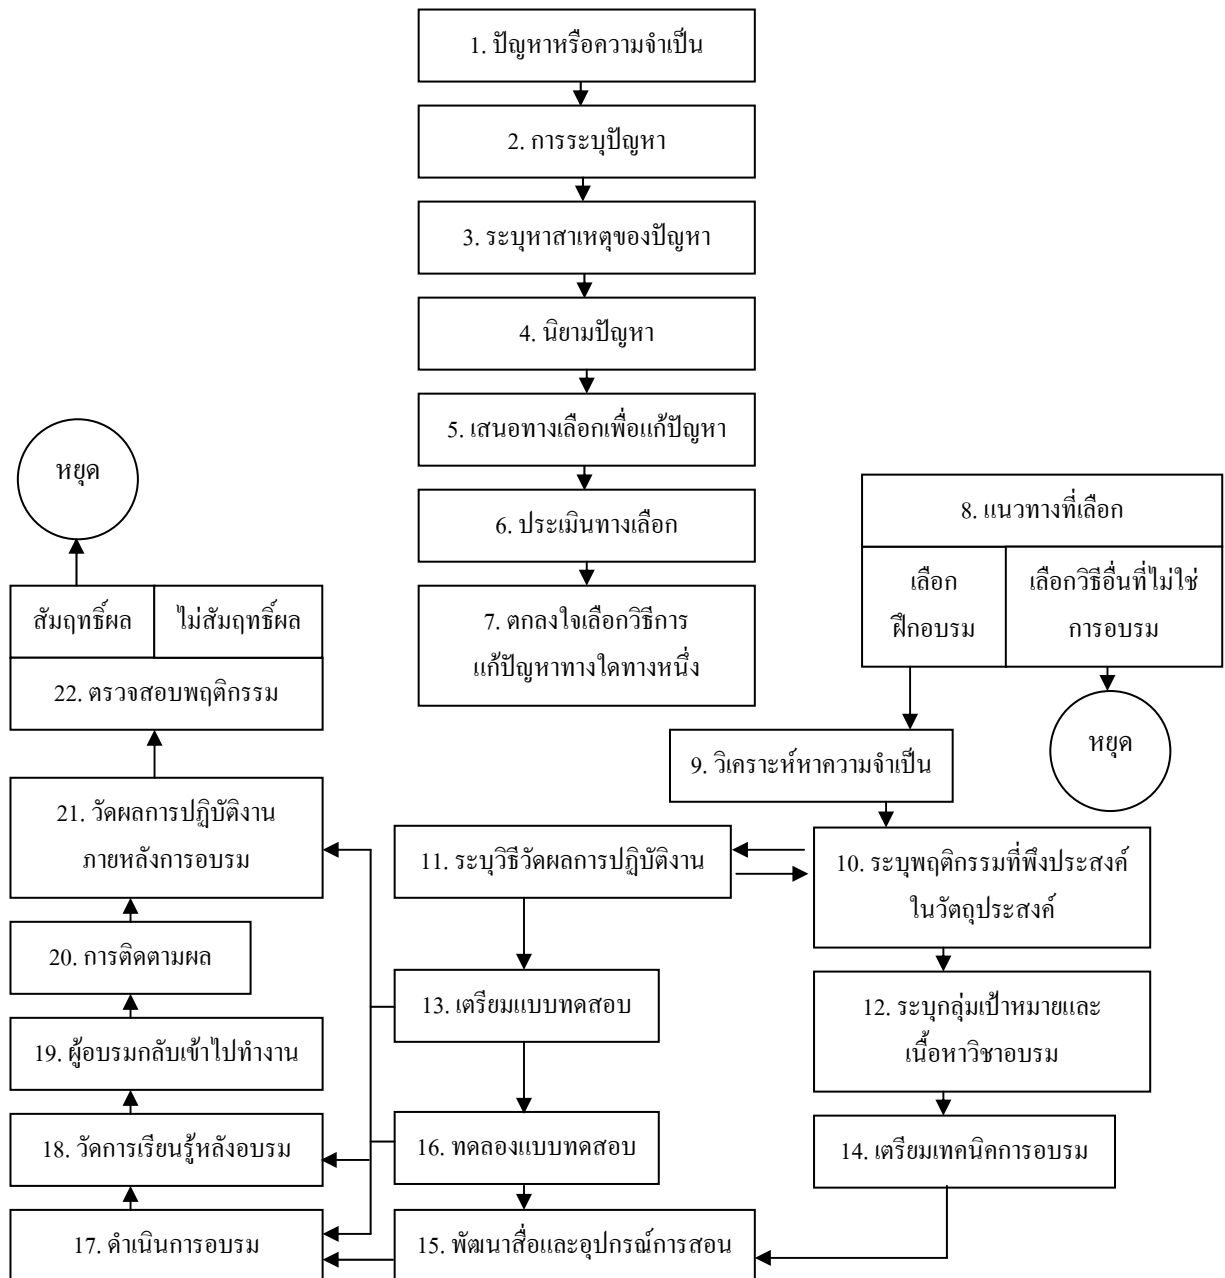 1. ปัญหาหรือความจำเป็น
2. การระบุปัญหา
3. ระบุหาสาเหตุของปัญหา
4. นิยามปัญหา
5. เสนอทางเลือกเพื่อแก้ปัญหา
6. ประเมินทางเลือก
7. ตกลงใจเลือกวิธีการ
แก้ปัญหาทางใดทางหนึ่ง
8. แนวทางที่เลือก
เลือก
ฝึกอบรม
เลือกวิธีอื่นที่ไม่ใช่
การอบรม
หยุด
9. วิเคราะห์หาความจำเป็น
10. ระบุพฤติกรรมที่พึงประสงค์
ในวัตถุประสงค์
11. ระบุวิธีวัดผลการปฏิบัติงาน
12. ระบุกลุ่มเป้าหมายและ
เนื้อหาวิชาอบรม
13. เตรียมแบบทดสอบ
14. เตรียมเทคนิคการอบรม
16. ทดลองแบบทดสอบ
15. พัฒนาสื่อและอุปกรณ์การสอน
17. ดำเนินการอบรม
18. วัดการเรียนรู้หลังอบรม
19. ผู้อบรมกลับเข้าไปทำงาน
20. การติดตามผล
21. วัดผลการปฏิบัติงาน
ภายหลังการอบรม
22. ตรวจสอบพฤติกรรม
สัมฤทธิ์ผล
ไม่สัมฤทธิ์ผล
หยุด